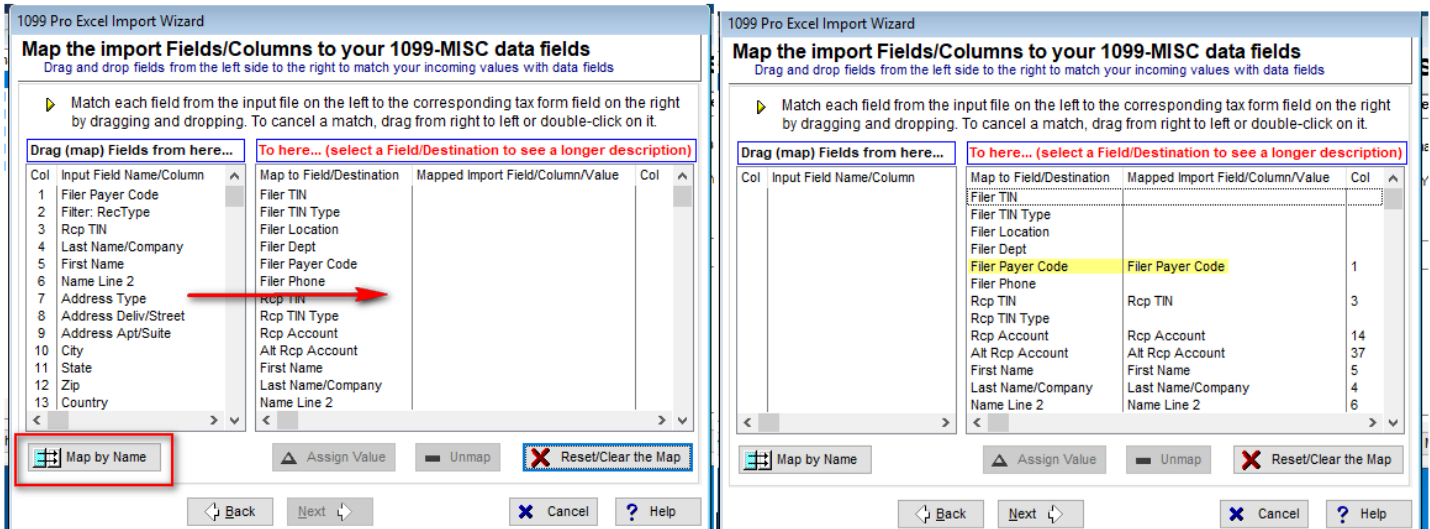 1099 Pro Excel Import Wizard
Map the import Fields/Columns to your 1099-MISC data fields
Drag and drop fields from the left side to the right to match your incoming values with data fields
Match each field from the input file on the left to the corresponding tax form field on the right
by dragging and dropping. To cancel a match, drag from right to left or double-click on it.
Drag (map) Fields from here... To here... (select a Field/Destination to see a longer description)
Col Input Field Name/Column Map to Field/Destination Mapped Import Field/Column/Value Col
1 Filer Payer Code Filer TIN
2 Filter: RecType Filer TIN Type
3 Rcp TIN Filer Location
4 Last Name/Company Filer Dept
5 First Name Filer Payer Code
6 Name Line 2 Filer Phone
7 Address Type Rcp TIN
8 Address Deliv/Street Rcp TIN Type
9 Address Apt/Suite Rcp Account
10 City Alt Rcp Account
11 State First Name
12 Zip Last Name/Company
13 Country Name Line 2
Map by Name Assign Value Unmap Reset/Clear the Map
Back Next Cancel Help
1099 Pro Excel Import Wizard
Map the import Fields/Columns to your 1099-MISC data fields
Drag and drop fields from the left side to the right to match your incoming values with data fields
Match each field from the input file on the left to the corresponding tax form field on the right
by dragging and dropping. To cancel a match, drag from right to left or double-click on it.
Drag (map) Fields from here... To here... (select a Field/Destination to see a longer description)
Col Input Field Name/Column Map to Field/Destination Mapped Import Field/Column/Value Col
Filer TIN
Filer TIN Type
Filer Location
Filer Dept
Filer Payer Code Filer Payer Code 1
Filer Phone
Rcp TIN Rcp TIN 3
Rcp TIN Type
Rcp Account Rcp Account 14
Alt Rcp Account Alt Rcp Account 37
First Name First Name 5
Last Name/Company Last Name/Company 4
Name Line 2 Name Line 2 6
Map by Name Assign Value Unmap Reset/Clear the Map
Back Next Cancel Help